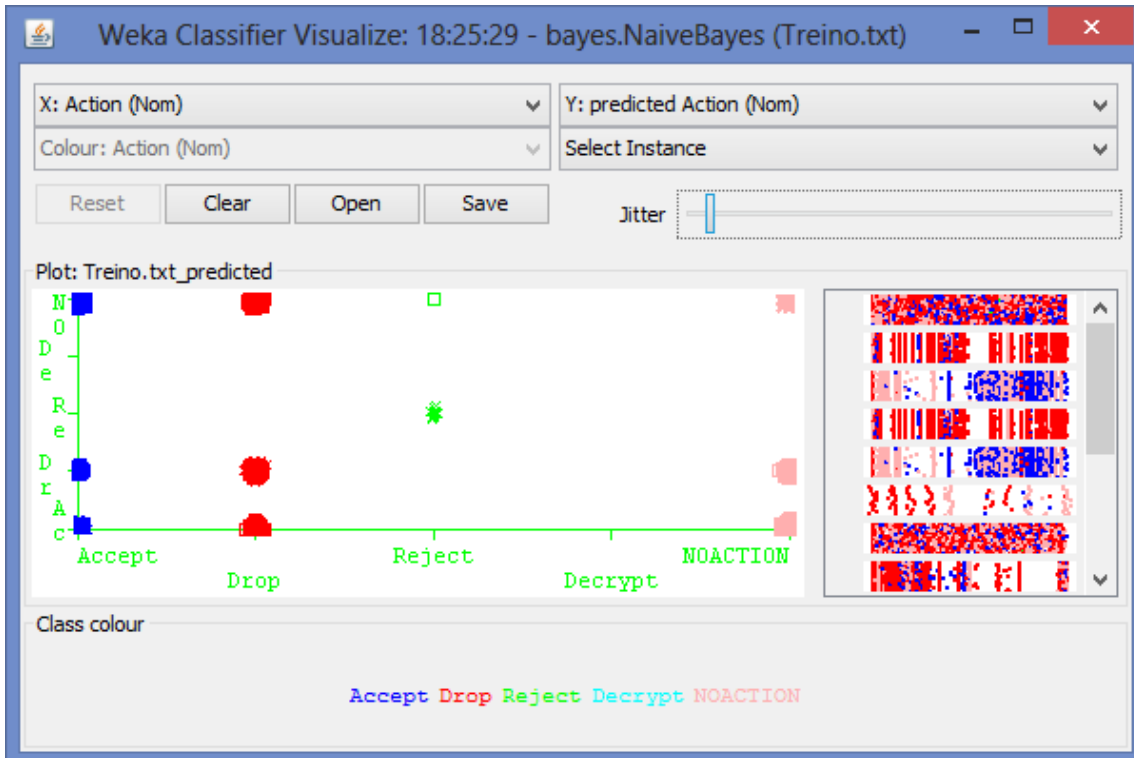 Weka Classifier Visualize: 18:25:29 - bayes.NaiveBayes (Treino.txt)
X: Action (Nom)
Y: predicted Action (Nom)
Colour: Action (Nom)
Select Instance
Reset
Clear
Open
Save
Jitter
Plot: Treino.txt_predicted
N
O
D
e
R
e
D
r
A
c
Accept
Drop
Reject
Decrypt
NOACTION
Class colour
Accept Drop Reject Decrypt NOACTION